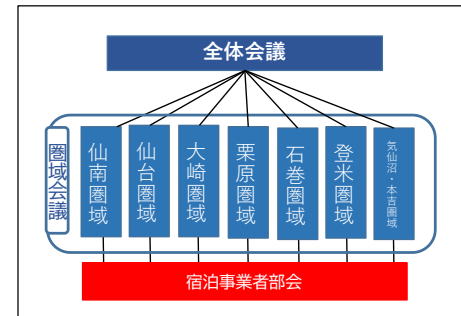 全体会議
圏域会議
仙南圏域
仙台圏域
大崎圏域
栗原圏域
石巻圏域
登米圏域
気仙沼・本吉圏域
宿泊事業者部会